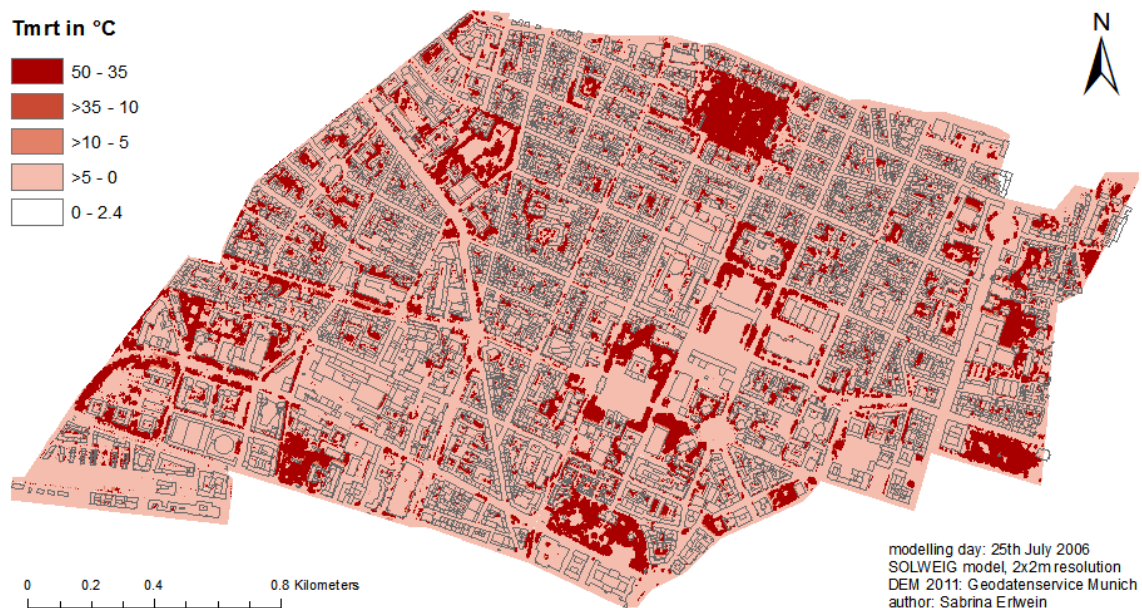 Tmrt in °C
50 - 35
>35 - 10
>10 - 5
>5 - 0
0 - 2.4
N
0 0.2 0.4 0.8 Kilometers
modelling day: 25th July 2006
SOLWEIG model, 2x2m resolution
DEM 2011: Geodatenservice Munich
author: Sabrina Erlwein